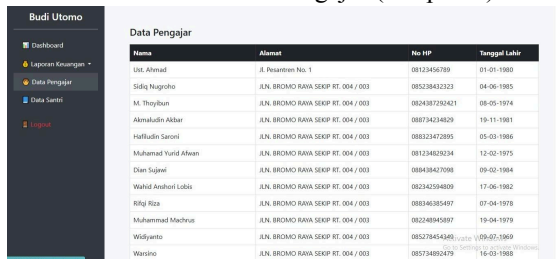 Budi Utomo
Dashboard
Laporan Keuangan
Data Pengajar
Data Santri
Logout
Data Pengajar
Nama Alamat No HP Tanggal Lahir
Ust. Ahmad Jl. Pesantren No. 1 08123456789 01-01-1980
Sidiq Nugroho JLN. BROMO RAYA SEKIP RT. 004 / 003 085238432323 04-06-1985
M. Thoyibun JLN. BROMO RAYA SEKIP RT. 004 / 003 0824387292421 08-05-1974
Akmaludin Akbar JLN. BROMO RAYA SEKIP RT. 004 / 003 088734234829 19-11-1981
Hafiludin Saroni JLN. BROMO RAYA SEKIP RT. 004 / 003 088323472895 05-03-1986
Muhamad Yurid Afwan JLN. BROMO RAYA SEKIP RT. 004 / 003 081234829234 12-02-1975
Dian Sujawi JLN. BROMO RAYA SEKIP RT. 004 / 003 088438427098 09-02-1984
Wahid Anshori Lobis JLN. BROMO RAYA SEKIP RT. 004 / 003 082342594809 17-06-1982
Rifqi Riza JLN. BROMO RAYA SEKIP RT. 004 / 003 088346385497 07-04-1978
Muhammad Machrus JLN. BROMO RAYA SEKIP RT. 004 / 003 082248945897 19-04-1979
Widiyanto JLN. BROMO RAYA SEKIP RT. 004 / 003 09-07-1969
Go to Settings to activate Windows.
Warsino JLN. BROMO RAYA SEKIP RT. 004 / 003 085734892479 16-03-1988